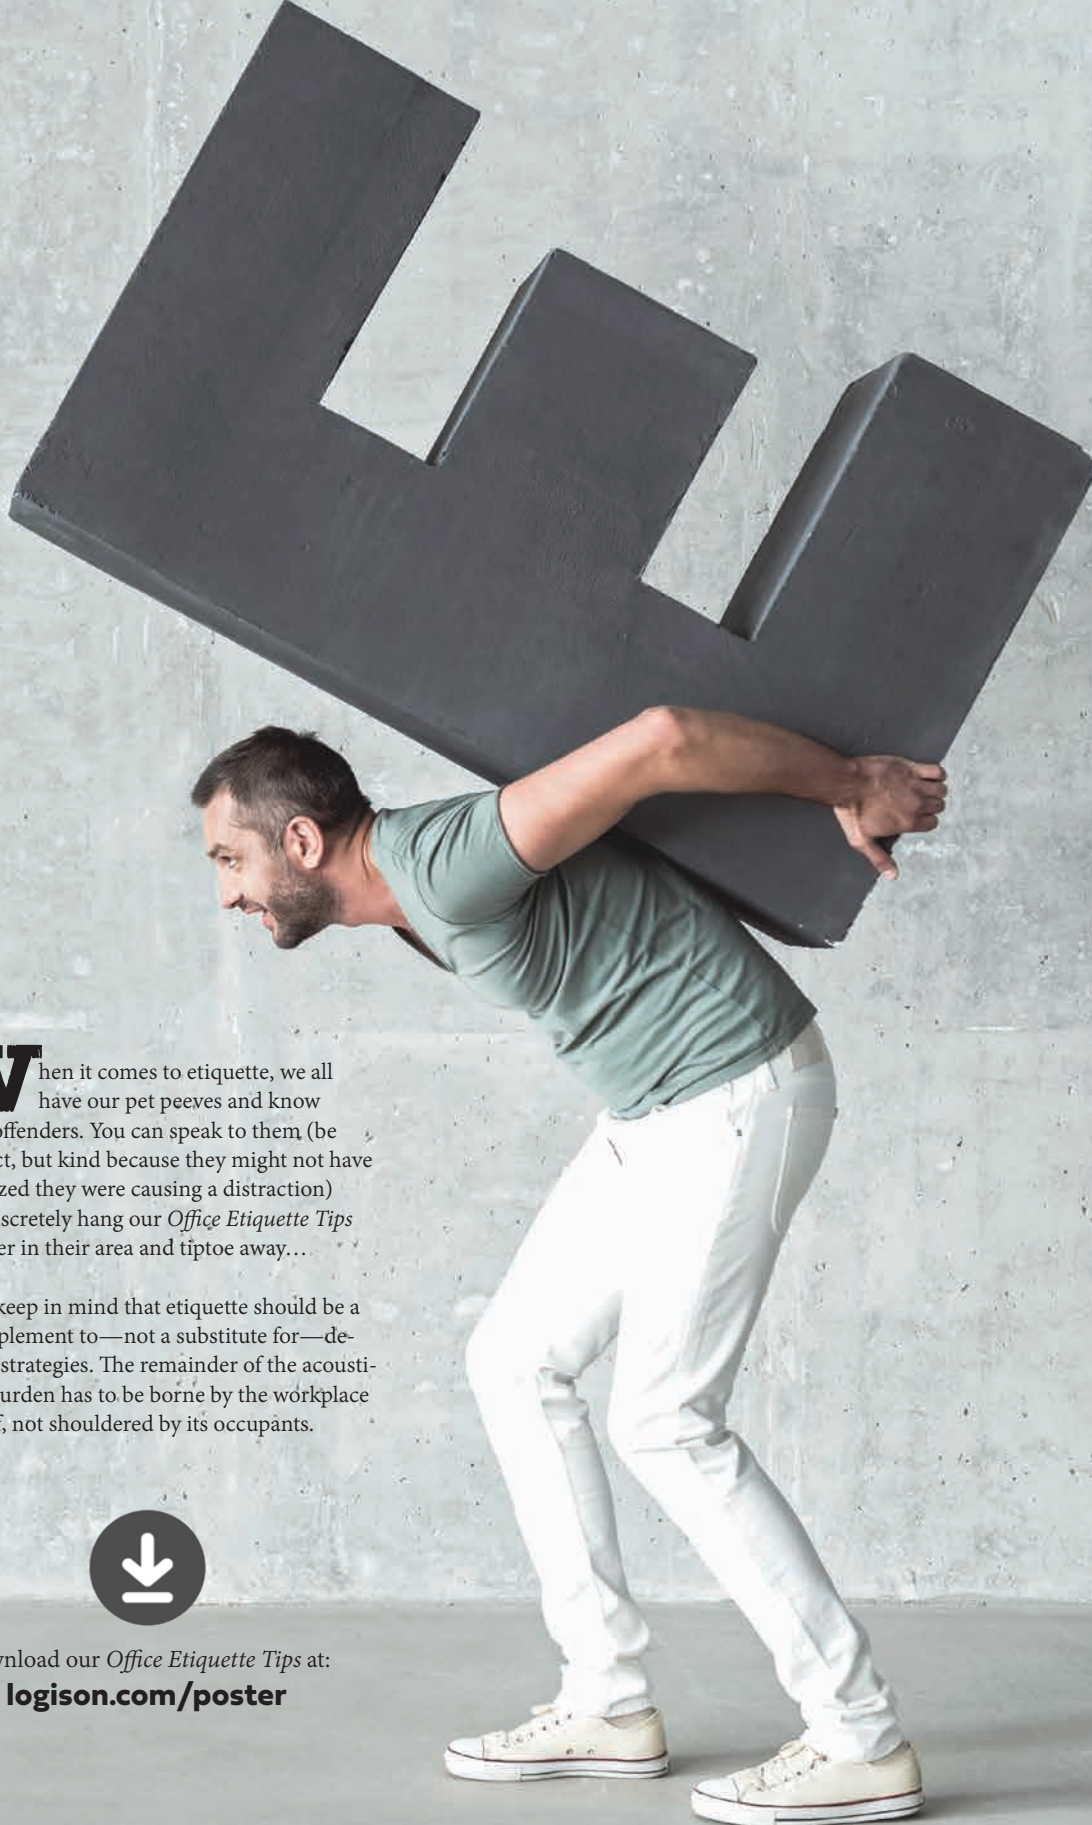 When it comes to etiquette, we all
have our pet peeves and know
offenders. You can speak to them (be
ct, but kind because they might not have
zed they were causing a distraction)
iscretely hang our Office Etiquette Tips
er in their area and tiptoe away…
keep in mind that etiquette should be a
plement to—not a substitute for—de-
strategies. The remainder of the acousti-
urden has to be borne by the workplace
f, not shouldered by its occupants.
wnload our Office Etiquette Tips at:
logison.com/poster